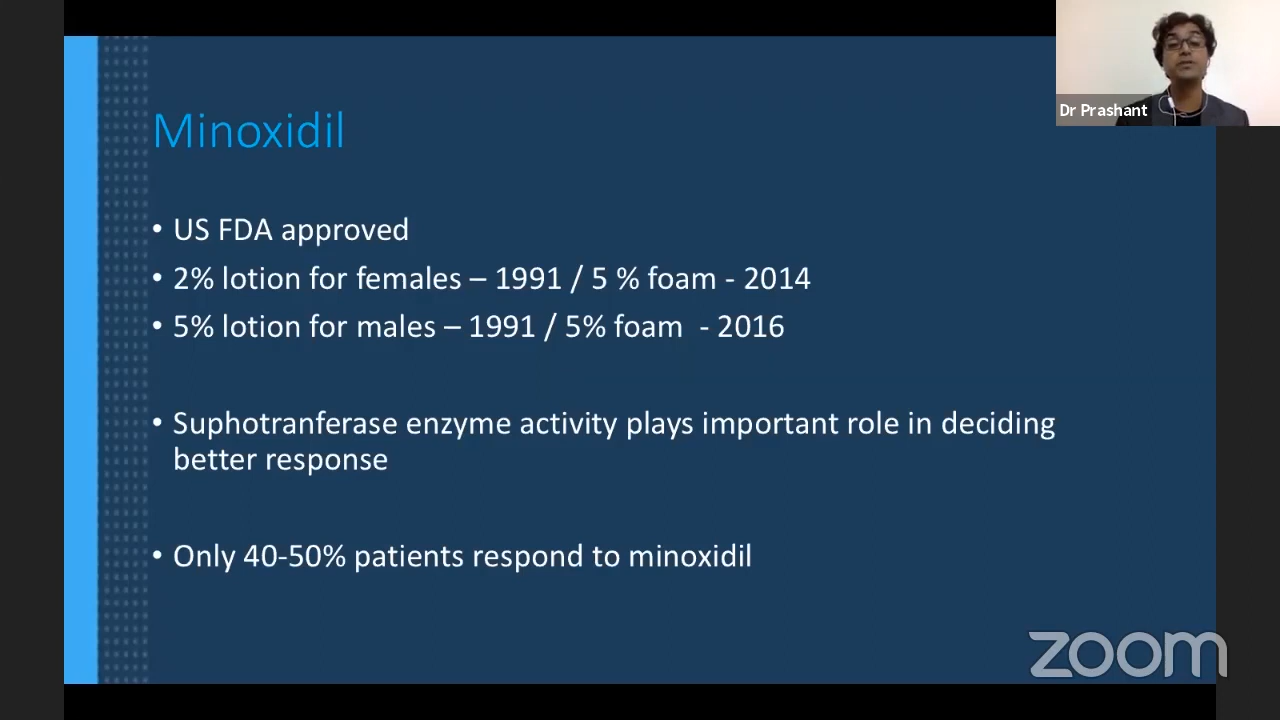 Dr Prashant
Minoxidil
• US FDA approved
• 2% lotion for females – 1991 / 5 % foam - 2014
• 5% lotion for males – 1991 / 5% foam - 2016
• Suphotranferase enzyme activity plays important role in deciding
better response
• Only 40-50% patients respond to minoxidil
zoom